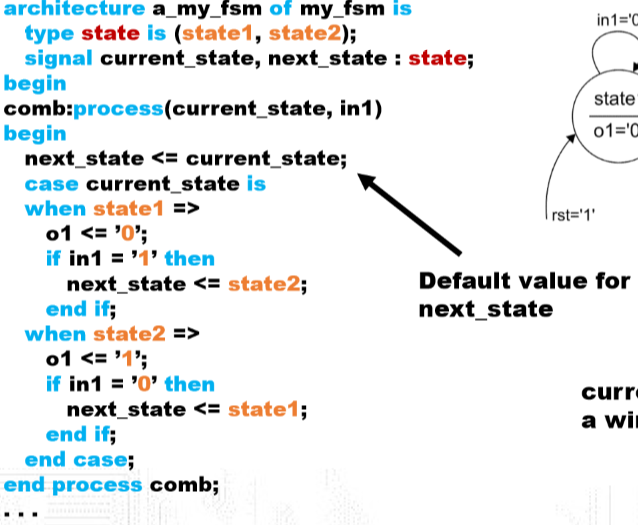 architecture a_my_fsm of my_fsm is
type state is (state1, state2);
signal current_state, next_state : state;
begin
comb:process(current_state, in1)
begin
next_state <= current_state;
case current_state is
when state1 =>
o1 <= '0';
if in1 = '1' then
next_state <= state2;
end if;
when state2 =>
o1 <= '1';
if in1 = '0' then
next_state <= state1;
end if;
end case;
end process comb;
. . .
in1='0
state
o1='0
rst='1'
Default value for
next_state
a